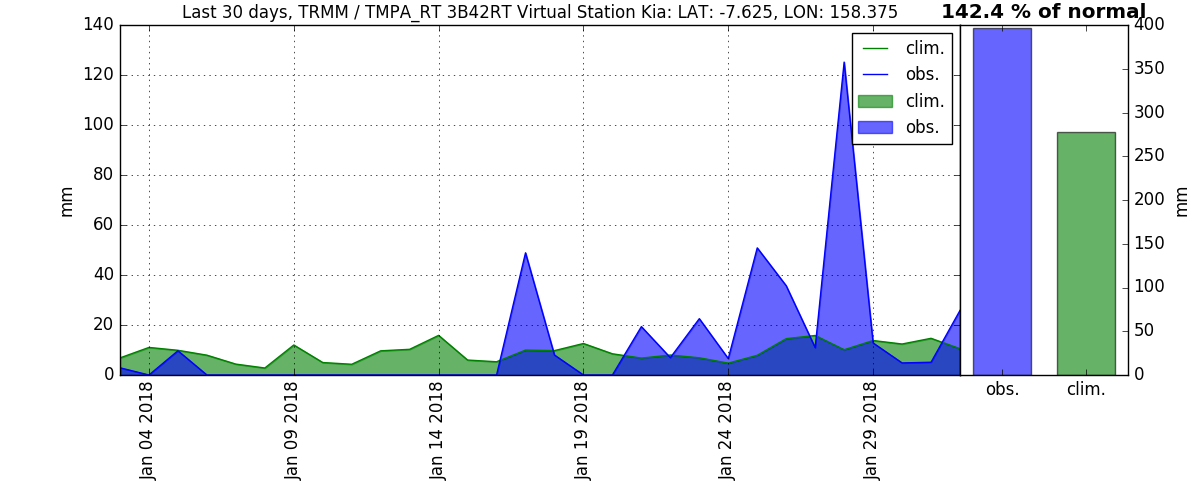 Last 30 days, TRMM / TMPA_RT 3B42RT Virtual Station Kia: LAT: -7.625, LON: 158.375
142.4 % of normal
140
120
100
80
60
40
20
0
mm
clim.
obs.
clim.
obs.
Jan 04 2018
Jan 09 2018
Jan 14 2018
Jan 19 2018
Jan 24 2018
Jan 29 2018
400
350
300
250
200
150
100
50
0
mm
obs.
clim.